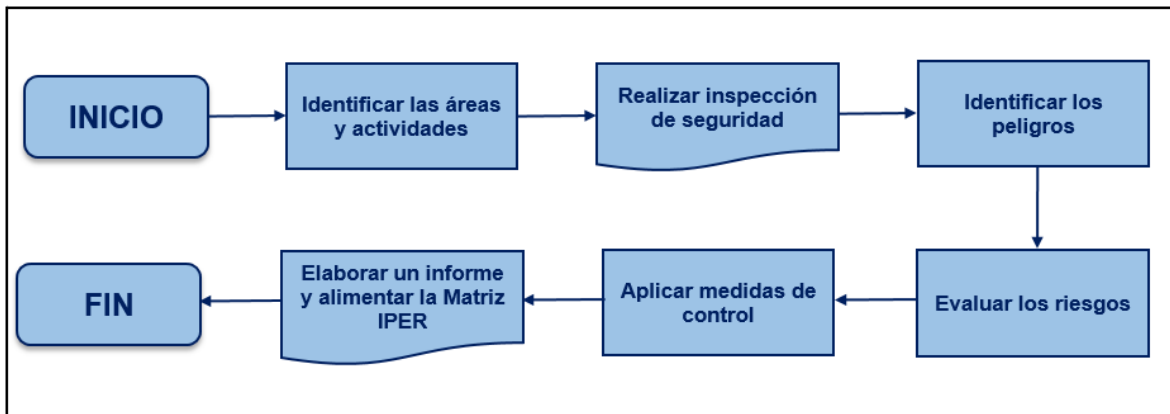 INICIO
Identificar las áreas
y actividades
Realizar inspección
de seguridad
Identificar los
peligros
Evaluar los riesgos
Aplicar medidas de
control
Elaborar un informe
y alimentar la Matriz
IPER
FIN